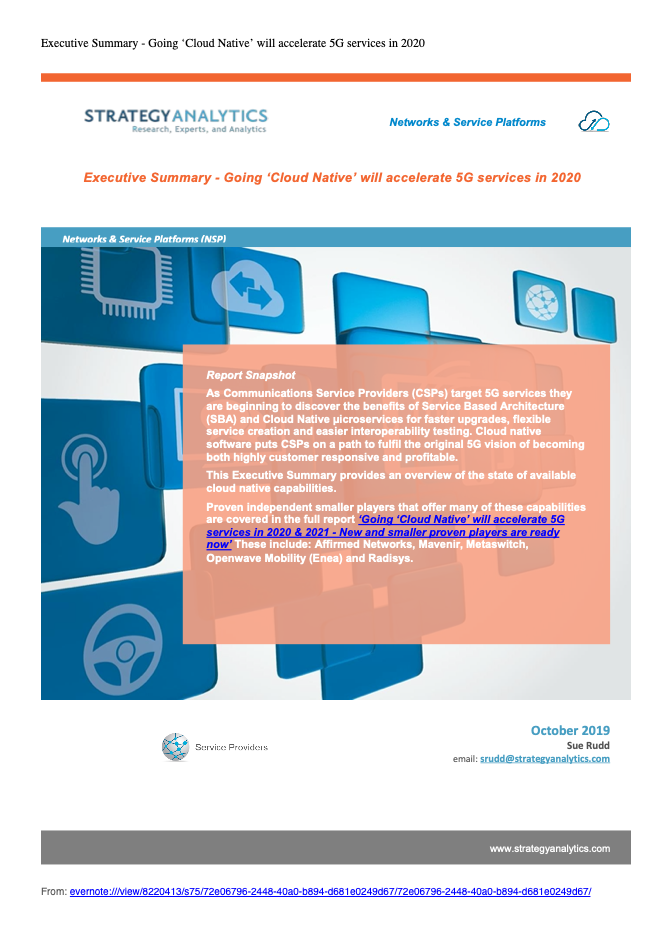 Executive Summary - Going ‘Cloud Native’ will accelerate 5G services in 2020
STRATEGYANALYTICS
Research, Experts, and Analytics
Networks & Service Platforms
Executive Summary - Going ‘Cloud Native’ will accelerate 5G services in 2020
Networks & Service Platforms (NSP)
Report Snapshot
As Communications Service Providers (CSPs) target 5G services they
are beginning to discover the benefits of Service Based Architecture
(SBA) and Cloud Native µicroservices for faster upgrades, flexible
service creation and easier interoperability testing. Cloud native
software puts CSPs on a path to fulfil the original 5G vision of becoming
both highly customer responsive and profitable.
This Executive Summary provides an overview of the state of available
cloud native capabilities.
Proven independent smaller players that offer many of these capabilities
are covered in the full report ‘Going ‘Cloud Native’ will accelerate 5G
services in 2020 & 2021 - New and smaller proven players are ready
now’ These include: Affirmed Networks, Mavenir, Metaswitch,
Openwave Mobility (Enea) and Radisys.
October 2019
Sue Rudd
email: srudd@strategyanalytics.com
Service Providers
www.strategyanalytics.com
From: evernote:///view/8220413/s75/72e06796-2448-40a0-b894-d681e0249d67/72e06796-2448-40a0-b894-d681e0249d67/